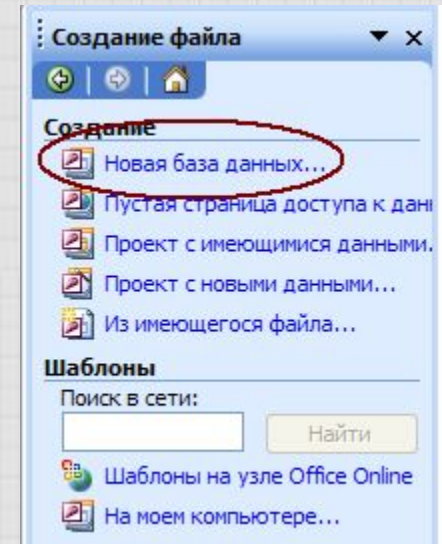 Создание файла
Создание
Новая база данных...
Пустая страница доступа к дан
Проект с имеющимися данными.
Проект с новыми данными...
Из имеющегося файла...
Шаблоны
Поиск в сети:
Найти
Шаблоны на узле Office Online
На моем компьютере...